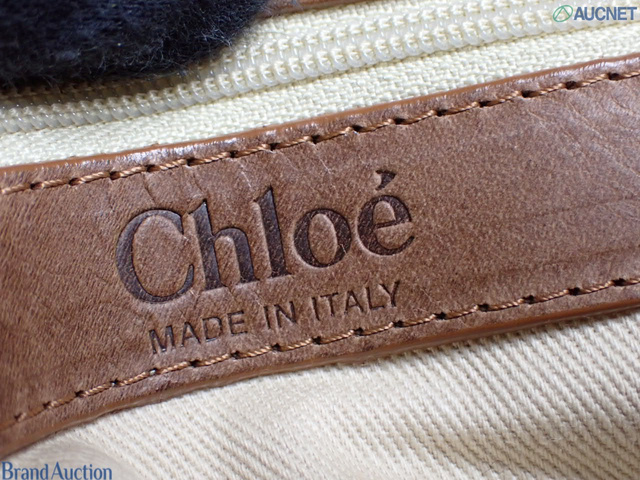 AUCNET
Chloé
MADE IN ITALY
Brand Auction